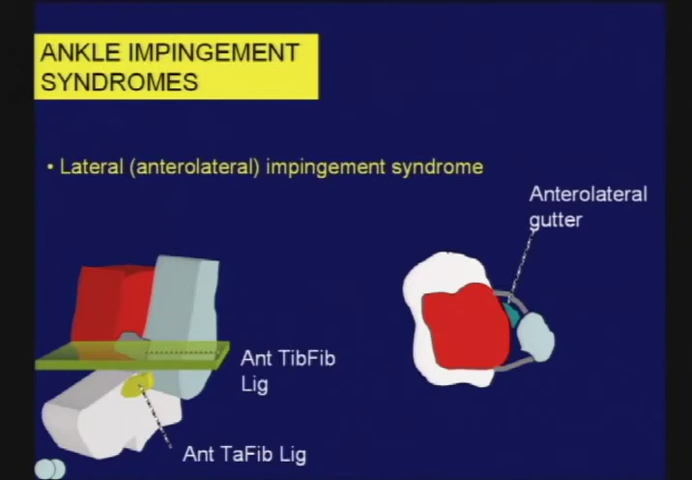 ANKLE IMPINGEMENT
SYNDROMES
• Lateral (anterolateral) impingement syndrome
Anterolateral
gutter
Ant TibFib
Lig
Ant TaFib Lig